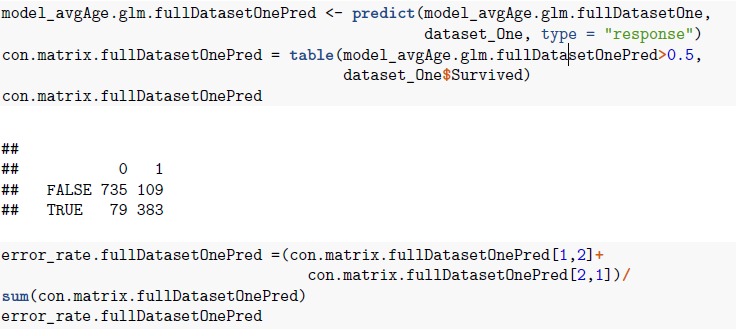 model_avgAge.glm.fullDatasetOnePred <- predict(model_avgAge.glm.fullDatasetOne,
dataset_One, type = "response")
con.matrix.fullDatasetOnePred = table(model_avgAge.glm.fullDatasetOnePred>0.5,
dataset_One$Survived)
con.matrix.fullDatasetOnePred
##
## 0 1
## FALSE 735 109
## TRUE 79 383
error_rate.fullDatasetOnePred =(con.matrix.fullDatasetOnePred[1,2]+
con.matrix.fullDatasetOnePred[2,1])/
sum(con.matrix.fullDatasetOnePred)
error_rate.fullDatasetOnePred